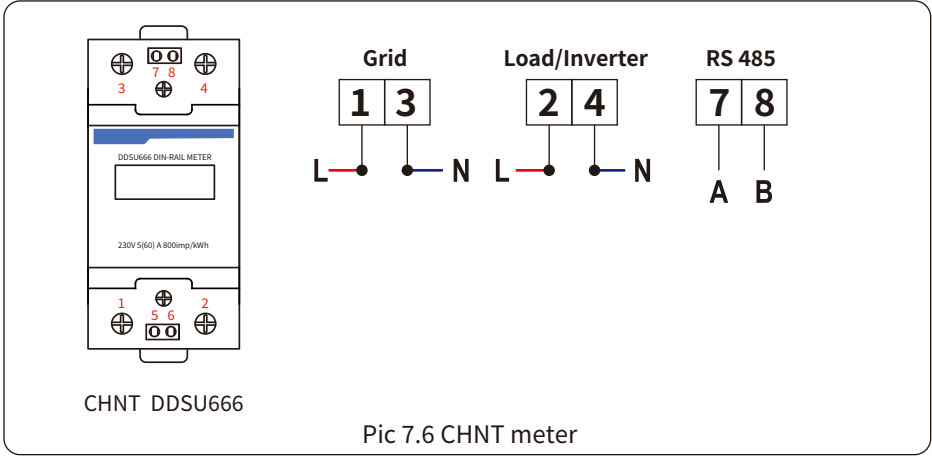 7 8
3 4
DDSU666 DIN-RAIL METER
230V 5(60) A 800imp/kWh
1 2
5 6
CHNT DDSU666
Grid
1 3
L N
Load/Inverter
2 4
L N
RS 485
7 8
A B
Pic 7.6 CHNT meter